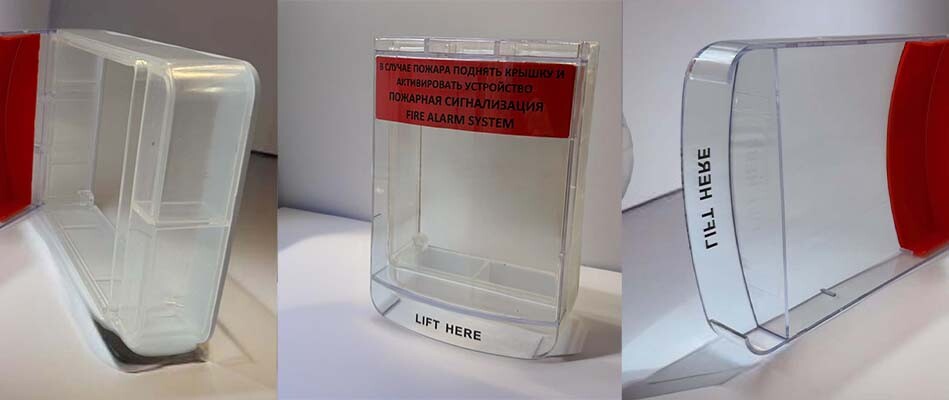 В СЛУЧАЕ ПОЖАРА ПОДНЯТЬ КРЫШКУ И
АКТИВИРОВАТЬ УСТРОЙСТВО
ПОЖАРНАЯ СИГНАЛИЗАЦИЯ
FIRE ALARM SYSTEM
LIFT HERE
LIFT HERE